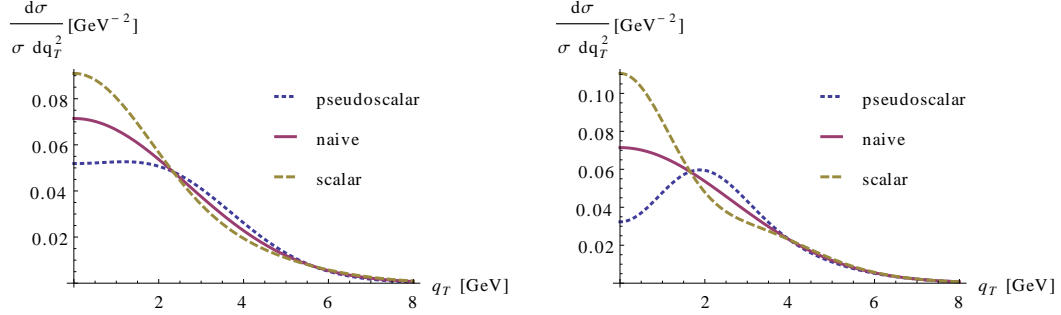 dσ
σ dq_T^2
[GeV^−2]
0.08
0.06
0.04
0.02
pseudoscalar
naive
scalar
2
4
6
8
q_T [GeV]
dσ
σ dq_T^2
[GeV^−2]
0.10
0.08
0.06
0.04
0.02
pseudoscalar
naive
scalar
2
4
6
8
q_T [GeV]